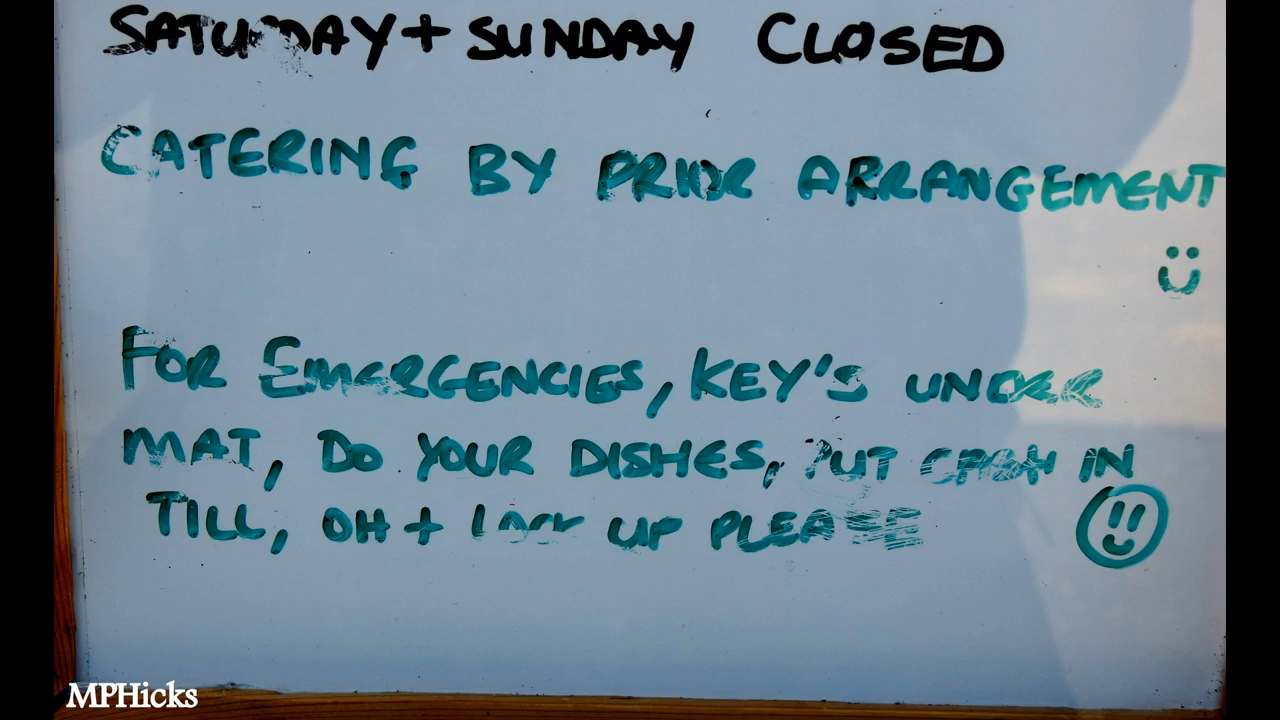 SATURDAY + SUNDAY CLOSED
CATERING BY PRIOR ARRANGEMENT
FOR EMERGENCIES, KEY'S UNDER
MAT, DO YOUR DISHES, PUT CASH IN
TILL, OH + LOCK UP PLEASE
MPHicks